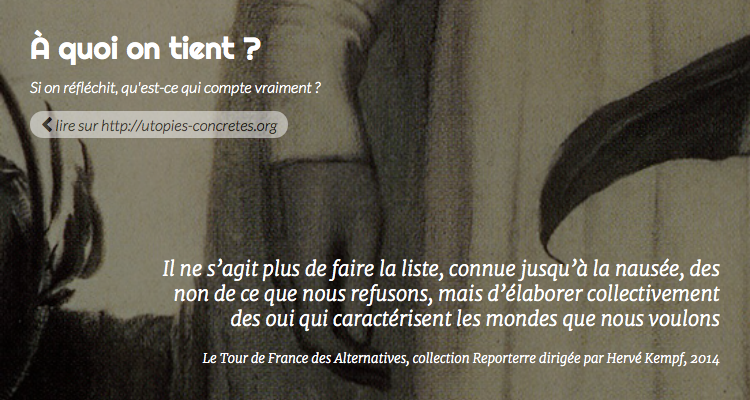 À quoi on tient ?
Si on réfléchit, qu'est-ce qui compte vraiment ?
lire sur http://utopies-concretes.org
Il ne s’agit plus de faire la liste, connue jusqu’à la nausée, des
non de ce que nous refusons, mais d’élaborer collectivement
des oui qui caractérisent les mondes que nous voulons
Le Tour de France des Alternatives, collection Reporterre dirigée par Hervé Kempf, 2014